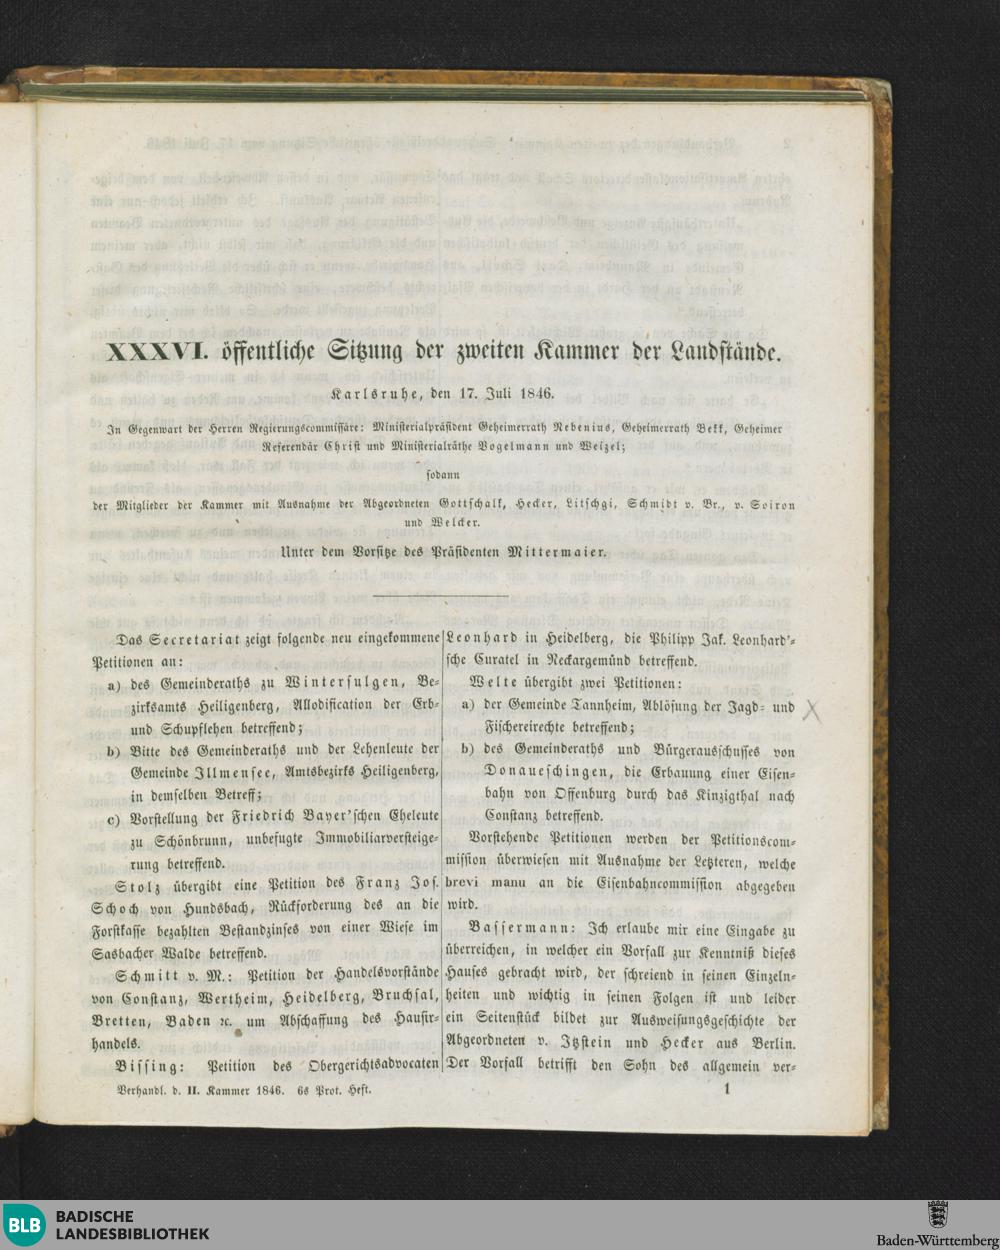 XXXVI. öffentliche Sitzung der zweiten Kammer der Landstände.
Karlsruhe, den 17. Juli 1846.
In Gegenwart der Herren Regierungscommissäre: Ministerialpräsident Geheimerrath Nebenius, Geheimerrath Bekk, Geheimer
Referendär Christ und Ministerialräthe Vogelmann und Weizel;
sodann
der Mitglieder der Kammer mit Ausnahme der Abgeordneten Gottschalk, Hecker, Litschgi, Schmidt v. Br., v. Soiron
und Welcker.
Unter dem Vorsitze des Präsidenten Mittermaier.
Das Secretariat zeigt folgende neu eingekommene
Petitionen an:
a) des Gemeinderaths zu Wintersulgen, Be-
zirksamts Heiligenberg, Allodification der Erb-
und Schupflehen betreffend;
b) Bitte des Gemeinderaths und der Lehenleute der
Gemeinde Illmensee, Amtsbezirks Heiligenberg,
in demselben Betreff;
c) Vorstellung der Friedrich Bayer'schen Eheleute
zu Schönbrunn, unbefugte Immobiliarversteige-
rung betreffend.
Stolz übergibt eine Petition des Franz Jos.
Schoch von Hundsbach, Rückforderung des an die
Forstkasse bezahlten Bestandzinses von einer Wiese im
Sasbacher Walde betreffend.
Schmitt v. M.: Petition der Handelsvorstände
von Constanz, Wertheim, Heidelberg, Bruchsal,
Bretten, Baden ꝛc. um Abschaffung des Hausir-
handels.
Bissing: Petition des Obergerichtsadvocaten
Leonhard in Heidelberg, die Philipp Jak. Leonhard'-
sche Curatel in Neckargemünd betreffend.
Welte übergibt zwei Petitionen:
a) der Gemeinde Tannheim, Ablösung der Jagd- und
Fischereirechte betreffend;
b) des Gemeinderaths und Bürgerausschusses von
Donaueschingen, die Erbauung einer Eisen-
bahn von Offenburg durch das Kinzigthal nach
Constanz betreffend.
Vorstehende Petitionen werden der Petitionscom-
mission überwiesen mit Ausnahme der Letzteren, welche
brevi manu an die Eisenbahncommission abgegeben
wird.
Bassermann: Ich erlaube mir eine Eingabe zu
überreichen, in welcher ein Vorfall zur Kenntniß dieses
Hauses gebracht wird, der schreiend in seinen Einzeln-
heiten und wichtig in seinen Folgen ist und leider
ein Seitenstück bildet zur Ausweisungsgeschichte der
Abgeordneten v. Itzstein und Hecker aus Berlin.
Der Vorfall betrifft den Sohn des allgemein ver-
Verhandl. d. II. Kammer 1846. 6s Prot. Heft.
1
BLB
BADISCHE
LANDESBIBLIOTHEK
Baden-Württemberg